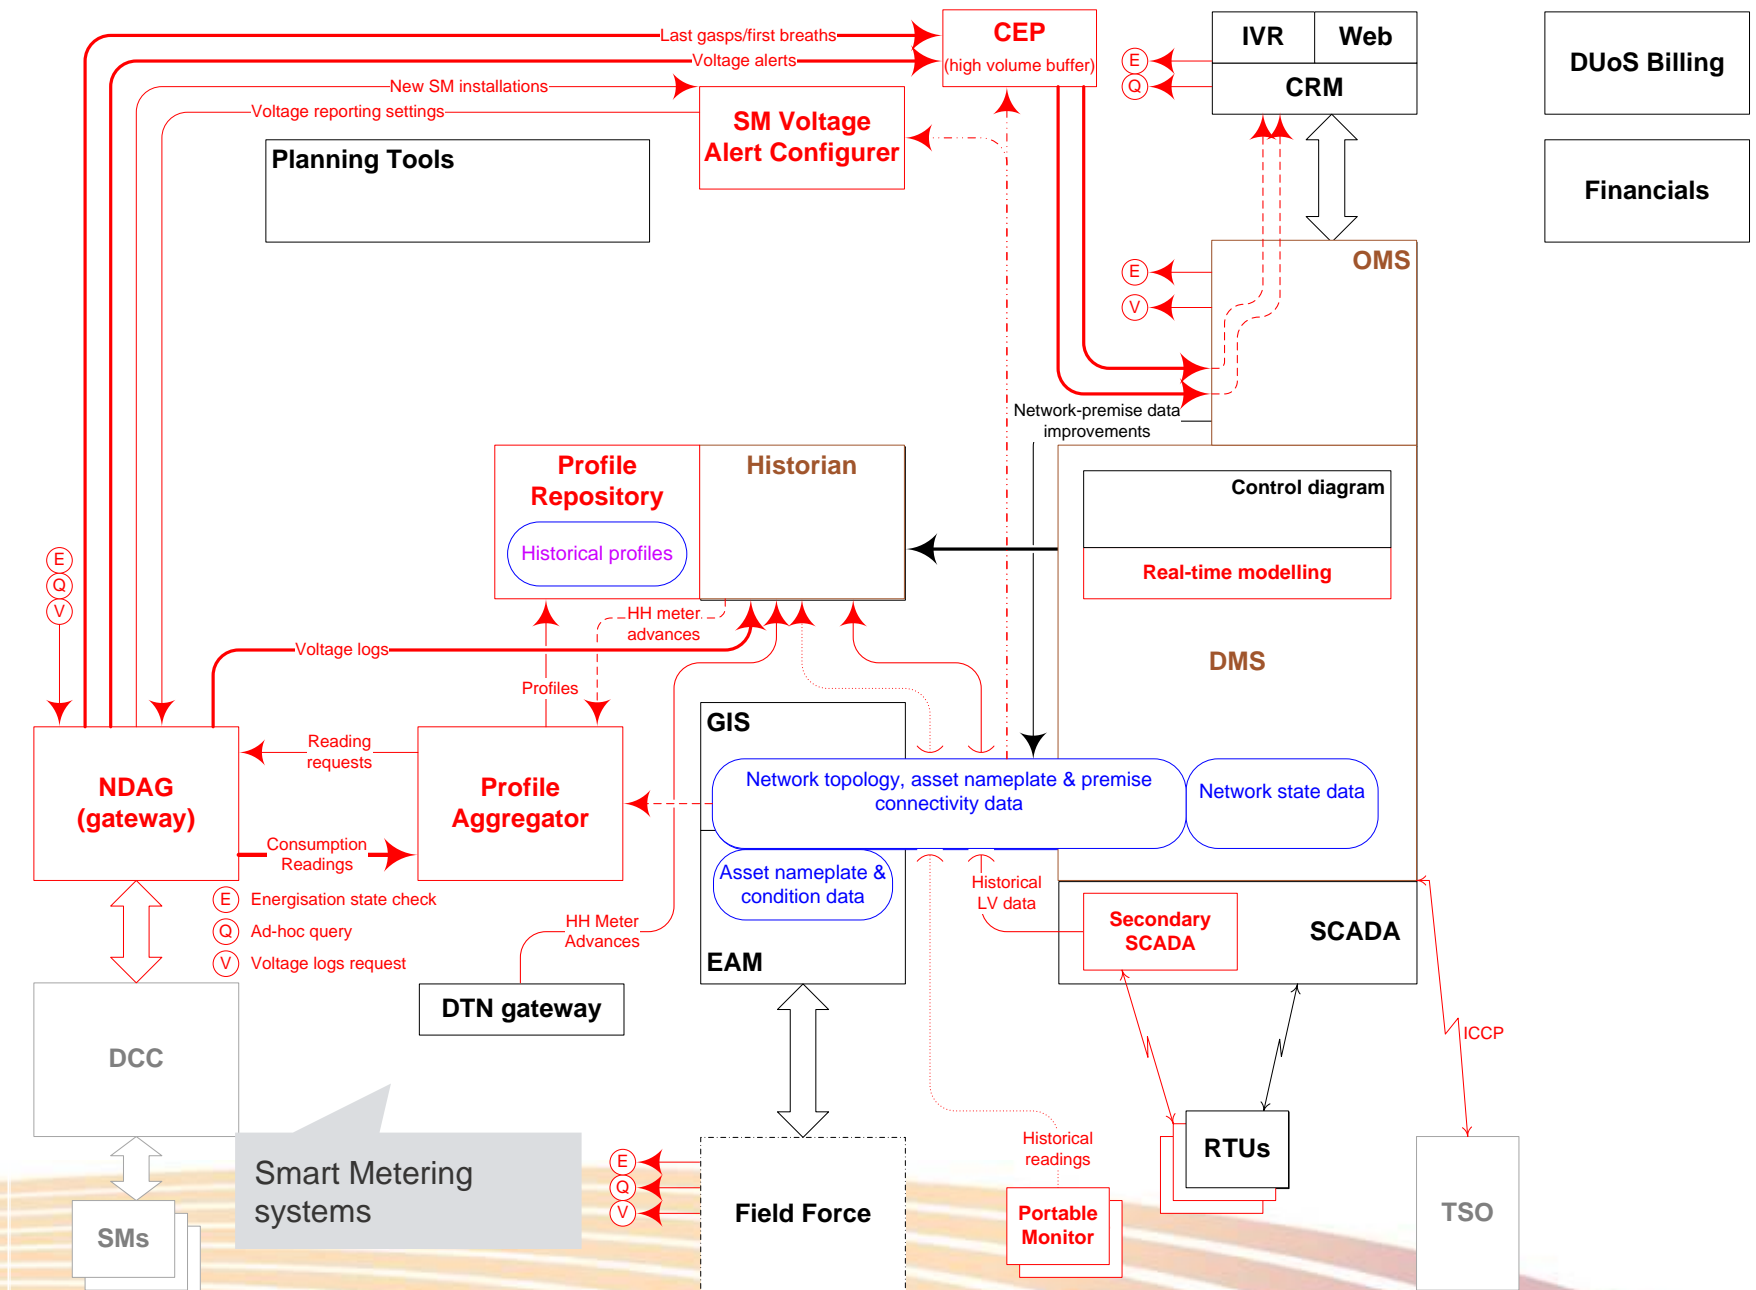 Last gasps/first breaths
Voltage alerts
New SM installations
Voltage reporting settings
CEP
(high volume buffer)
SM Voltage
Alert Configurer
IVR
Web
CRM
E
Q
DUoS Billing
Financials
Planning Tools
OMS
E
V
Network-premise data
improvements
Profile
Repository
Historical profiles
Historian
Control diagram
Real-time modelling
DMS
E
Q
V
HH meter
advances
Voltage logs
Profiles
GIS
NDAG
(gateway)
Reading
requests
Consumption
Readings
Profile
Aggregator
Network topology, asset nameplate & premise
connectivity data
Network state data
Asset nameplate &
condition data
EAM
Historical
LV data
Secondary
SCADA
SCADA
E Energisation state check
Q Ad-hoc query
V Voltage logs request
HH Meter
Advances
DTN gateway
DCC
ICCP
Smart Metering
systems
SMs
E
Q
V
Field Force
Historical
readings
Portable
Monitor
RTUs
TSO